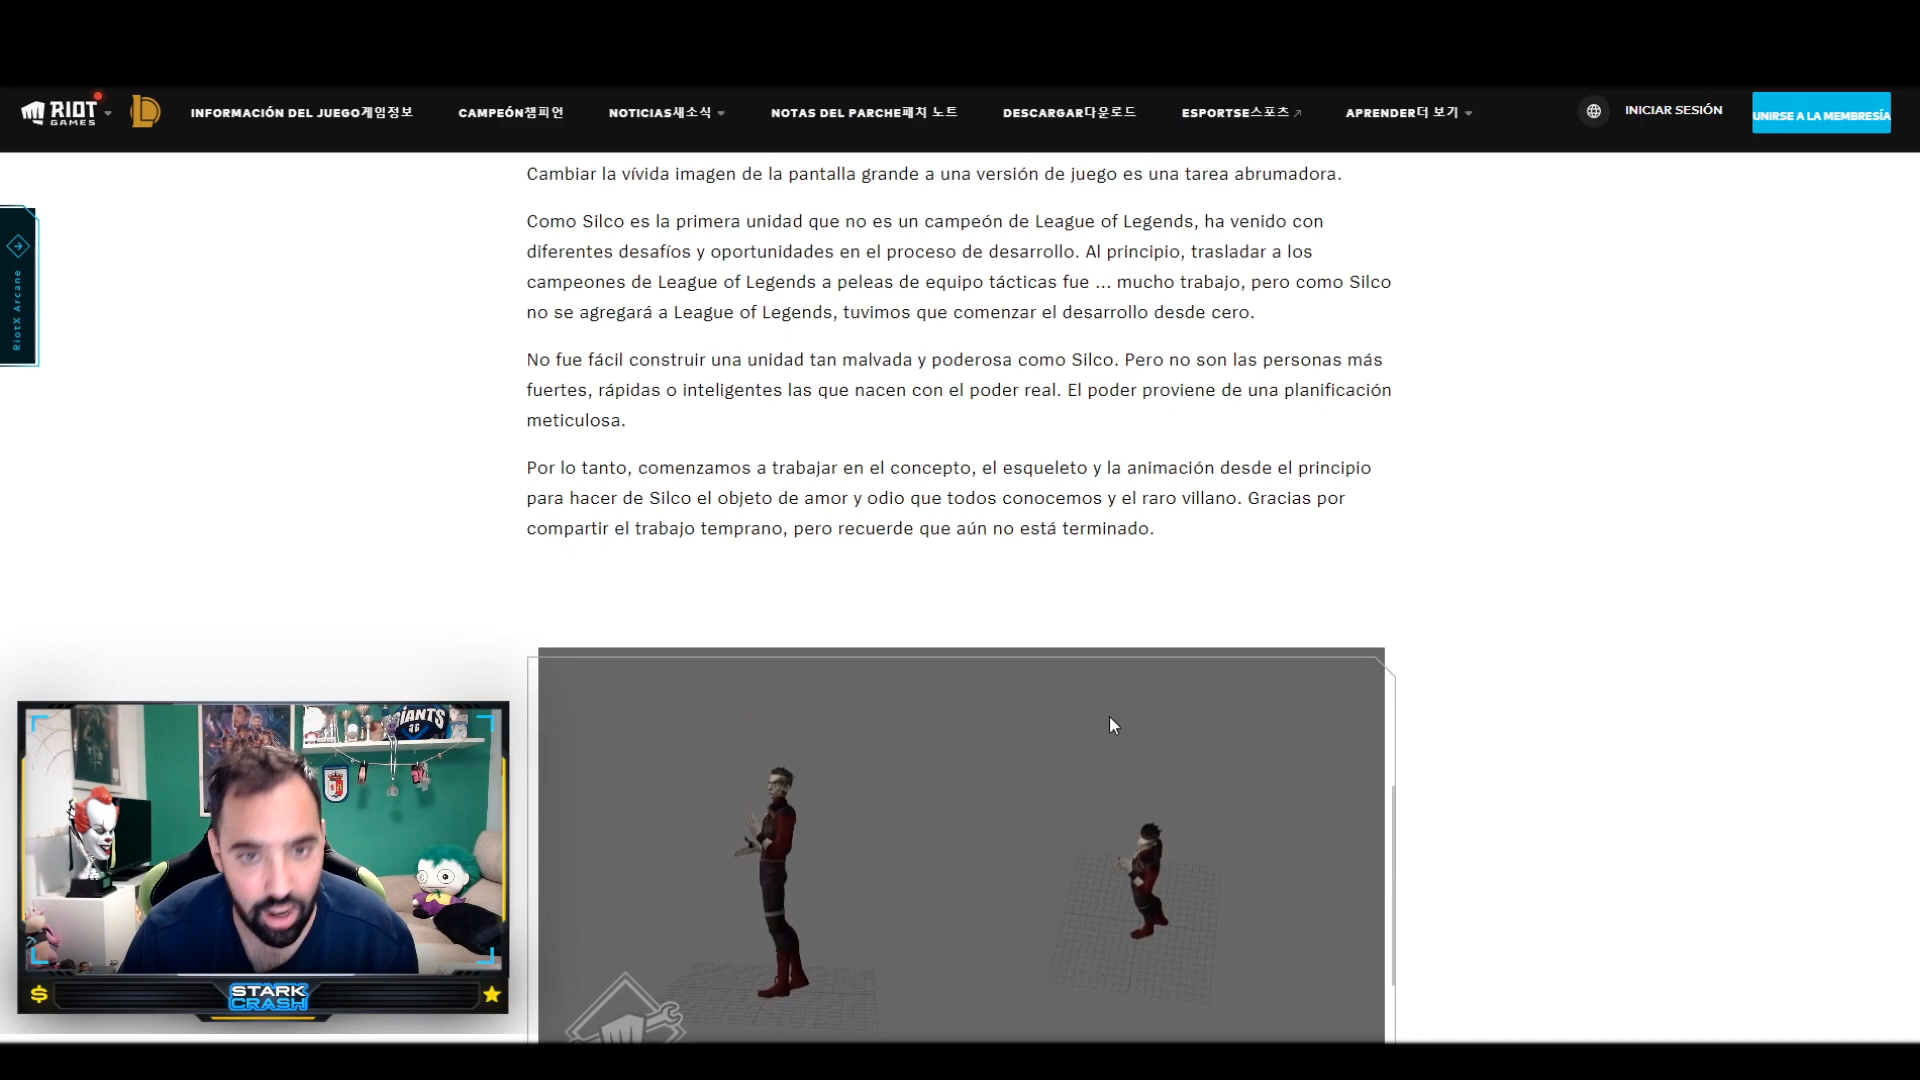 RIOT
GAMES
INFORMACIÓN DEL JUEGO게임정보
CAMPEÓN챔피언
NOTICIAS새소식
NOTAS DEL PARCHE패치 노트
DESCARGAR다운로드
ESPORTSE스포츠
APRENDER더 보기
INICIAR SESIÓN
UNIRSE A LA MEMBRESÍA
RiotX Arcane
Cambiar la vívida imagen de la pantalla grande a una versión de juego es una tarea abrumadora.
Como Silco es la primera unidad que no es un campeón de League of Legends, ha venido con
diferentes desafíos y oportunidades en el proceso de desarrollo. Al principio, trasladar a los
campeones de League of Legends a peleas de equipo tácticas fue ... mucho trabajo, pero como Silco
no se agregará a League of Legends, tuvimos que comenzar el desarrollo desde cero.
No fue fácil construir una unidad tan malvada y poderosa como Silco. Pero no son las personas más
fuertes, rápidas o inteligentes las que nacen con el poder real. El poder proviene de una planificación
meticulosa.
Por lo tanto, comenzamos a trabajar en el concepto, el esqueleto y la animación desde el principio
para hacer de Silco el objeto de amor y odio que todos conocemos y el raro villano. Gracias por
compartir el trabajo temprano, pero recuerde que aún no está terminado.
GIANTS
STARK
CRASH